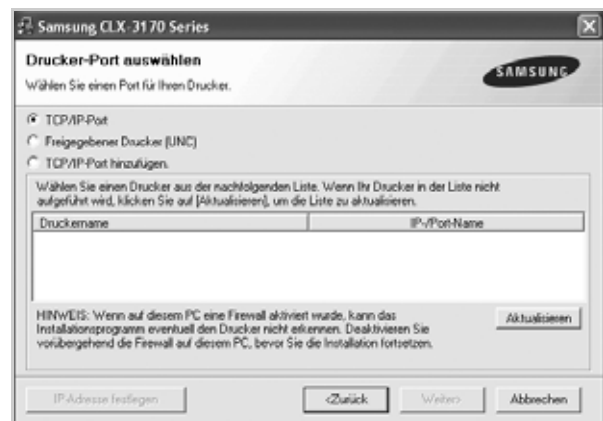 Samsung CLX-3170 Series
Drucker-Port auswählen
Wählen Sie einen Port für Ihren Drucker.
SAMSUNG
TCP/IP-Port
Freigegebener Drucker (UNC)
TCP/IP-Port hinzufügen.
Wählen Sie einen Drucker aus der nachfolgenden Liste. Wenn Ihr Drucker in der Liste nicht
aufgeführt wird, klicken Sie auf [Aktualisieren], um die Liste zu aktualisieren.
Druckername IP-/Port-Name
HINWEIS: Wenn auf diesem PC eine Firewall aktiviert wurde, kann das
Installationsprogramm eventuell den Drucker nicht erkennen. Deaktivieren Sie
vorübergehend die Firewall auf diesem PC, bevor Sie die Installation fortsetzen.
Aktualisieren
IP-Adresse festlegen <Zurück Weiter> Abbrechen